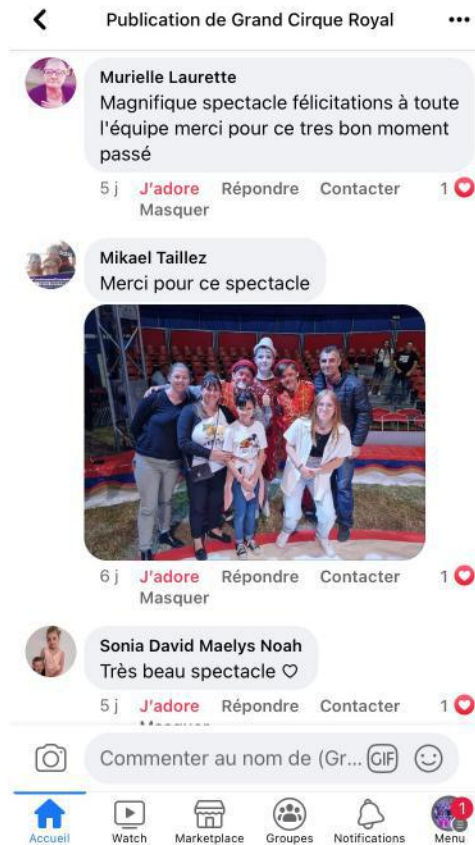 Publication de Grand Cirque Royal
Murielle Laurette
Magnifique spectacle félicitations à toute
l'équipe merci pour ce tres bon moment
passé
5 j J'adore Répondre Contacter 1
Masquer
Mikael Taillez
Merci pour ce spectacle
6 j J'adore Répondre Contacter 1
Masquer
Sonia David Maelys Noah
Très beau spectacle ♡
5 j J'adore Répondre Contacter 1
Commenter au nom de (Gr... GIF
1
Accueil Watch Marketplace Groupes Notifications Menu